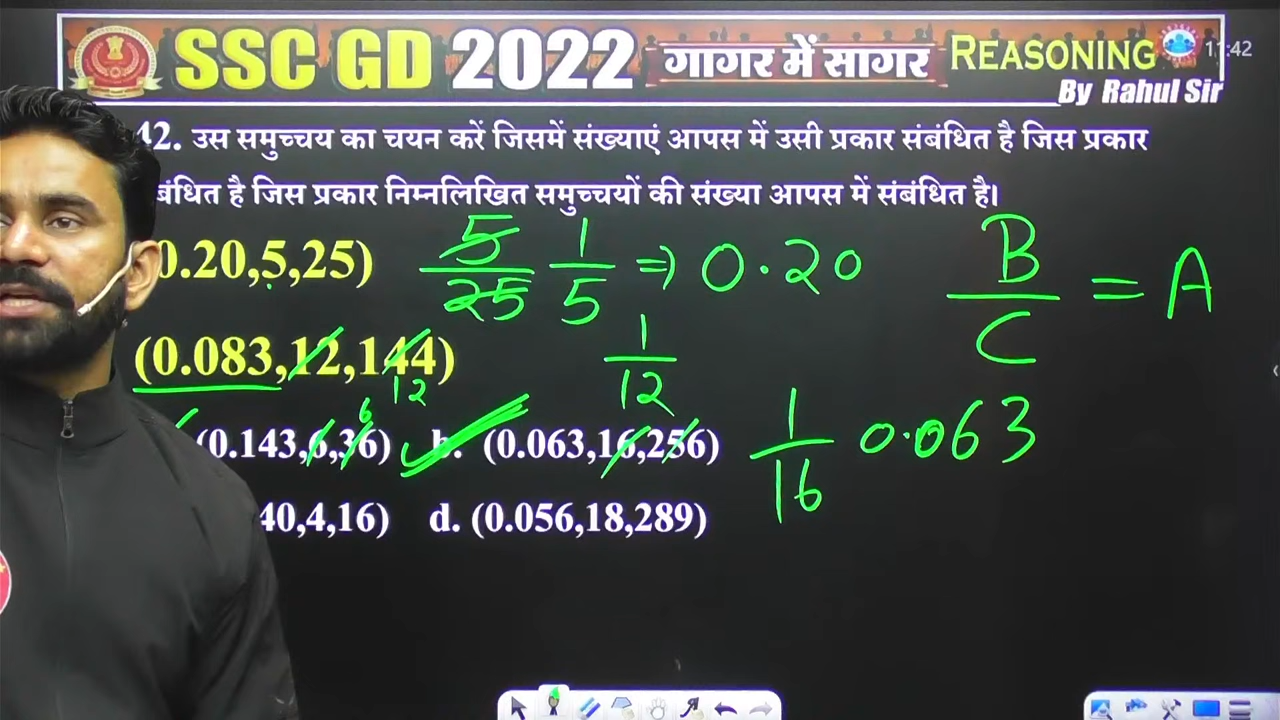 SSC GD 2022 गागर में सागर REASONING 11:42
By Rahul Sir
42. उस समुच्चय का चयन करें जिसमें संख्याएं आपस में उसी प्रकार संबंधित है जिस प्रकार
बंधित है जिस प्रकार निम्नलिखित समुच्चयों की संख्या आपस में संबंधित है।
0.20,5,25) 5/25 1/5 ⇒ 0.20 B/C = A
(0.083,12,144) 12 1/12
(0.143,6,36) 6 b. (0.063,16,256) 1/16 0.063
40,4,16) d. (0.056,18,289)